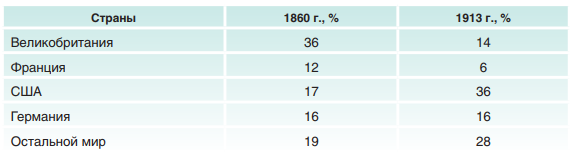 Страны 1860 г., % 1913 г., %
Великобритания 36 14
Франция 12 6
США 17 36
Германия 16 16
Остальной мир 19 28